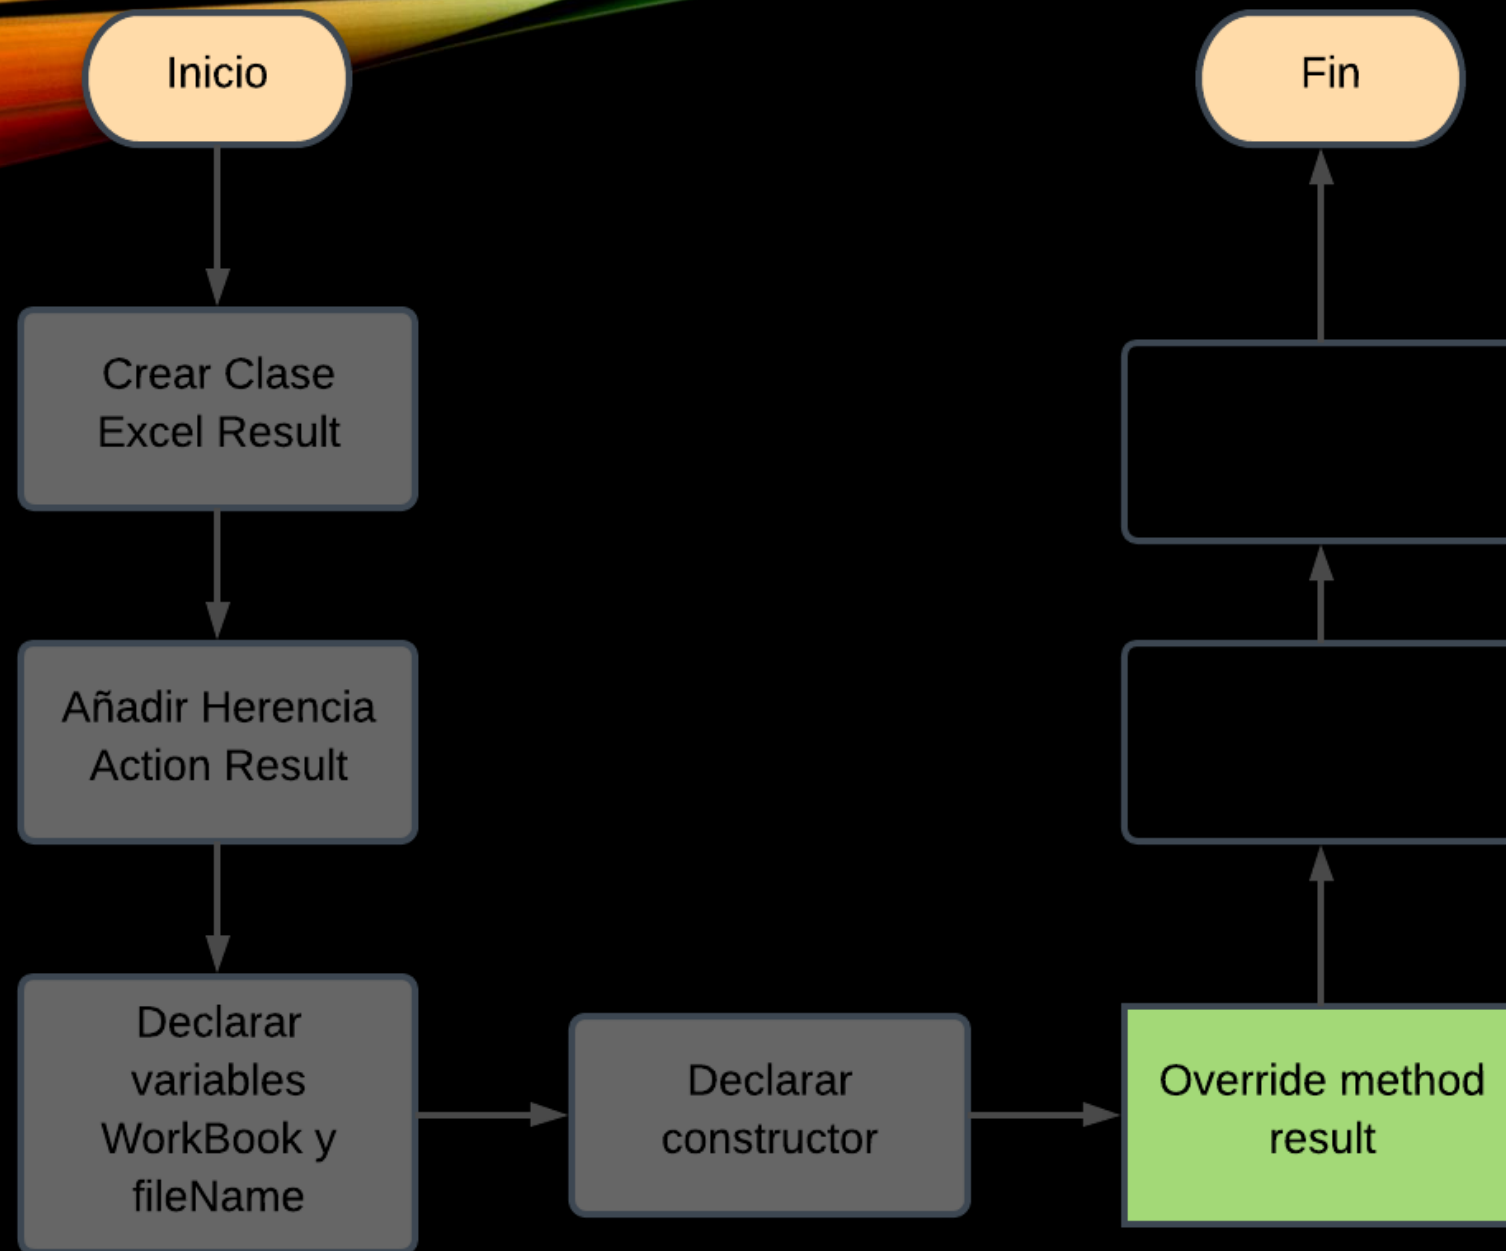 Inicio
Crear Clase
Excel Result
Añadir Herencia
Action Result
Declarar
variables
WorkBook y
fileName
Declarar
constructor
Override method
result
Fin